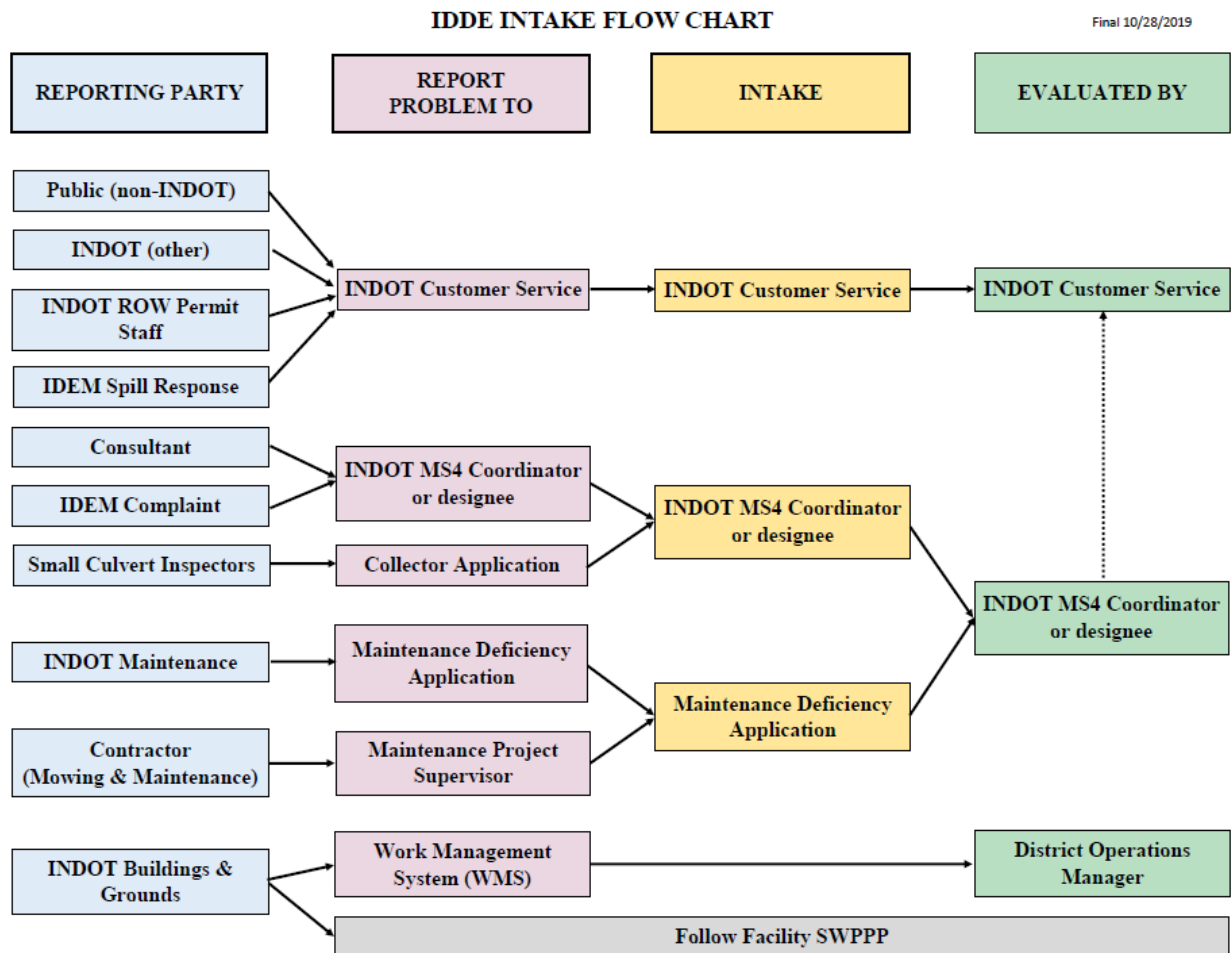 IDDE INTAKE FLOW CHART
Final 10/28/2019
REPORTING PARTY
REPORT
PROBLEM TO
INTAKE
EVALUATED BY
Public (non-INDOT)
INDOT (other)
INDOT ROW Permit
Staff
IDEM Spill Response
INDOT Customer Service
INDOT Customer Service
INDOT Customer Service
Consultant
IDEM Complaint
Small Culvert Inspectors
INDOT MS4 Coordinator
or designee
Collector Application
INDOT MS4 Coordinator
or designee
INDOT MS4 Coordinator
or designee
INDOT Maintenance
Maintenance Deficiency
Application
Maintenance Deficiency
Application
Contractor
(Mowing & Maintenance)
Maintenance Project
Supervisor
INDOT Buildings &
Grounds
Work Management
System (WMS)
District Operations
Manager
Follow Facility SWPPP